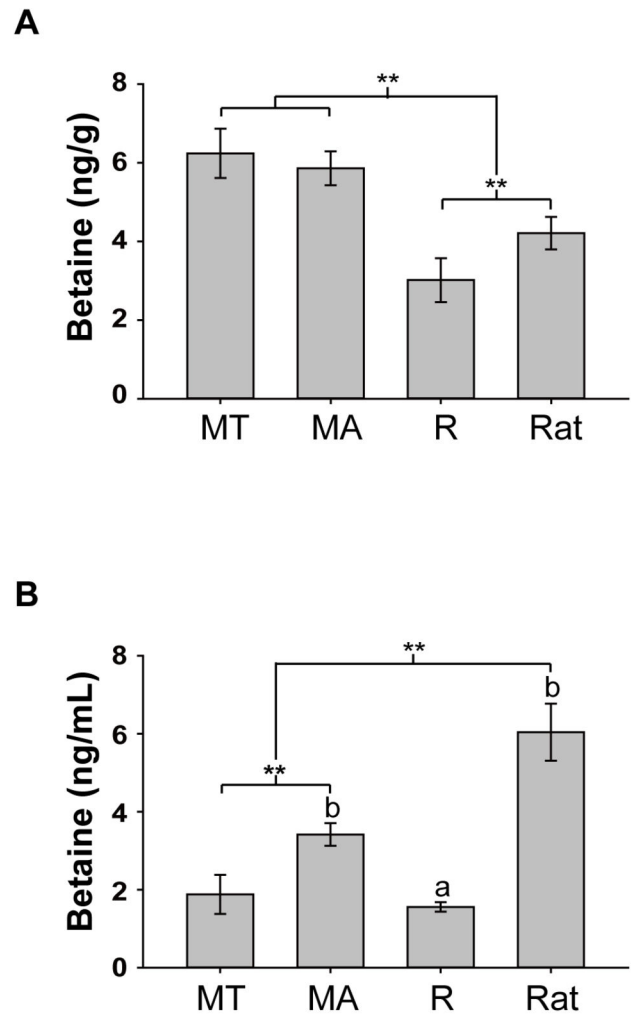 A
**
8
**
6
4
2
0
Betaine (ng/g)
MT MA R Rat
B
**
8
b
6
**
b
4
a
2
0
Betaine (ng/mL)
MT MA R Rat